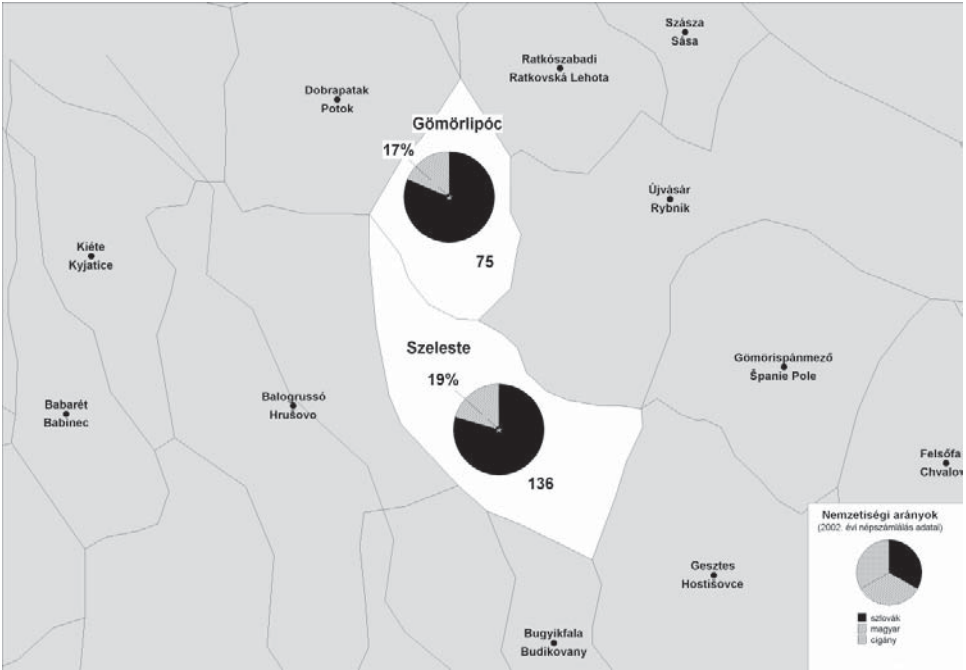 Szásza
Sása
Ratkószabadi
Ratkovská Lehota
Dobrapatak
Potok
Gömörlipóc
17%
Újvásár
Rybník
Kiéte
Kyjatice
75
Szeleste
19%
Gömörispánmező
Španie Pole
Balogrussó
Hrušovo
Babarét
Babinec
136
Felsőfa
Chvalov
Nemzetiségi arányok
(2002. évi népszámlálás adatai)
szlovák
magyar
cigány
Gesztes
Hostišovce
Bugyikfala
Budikovany